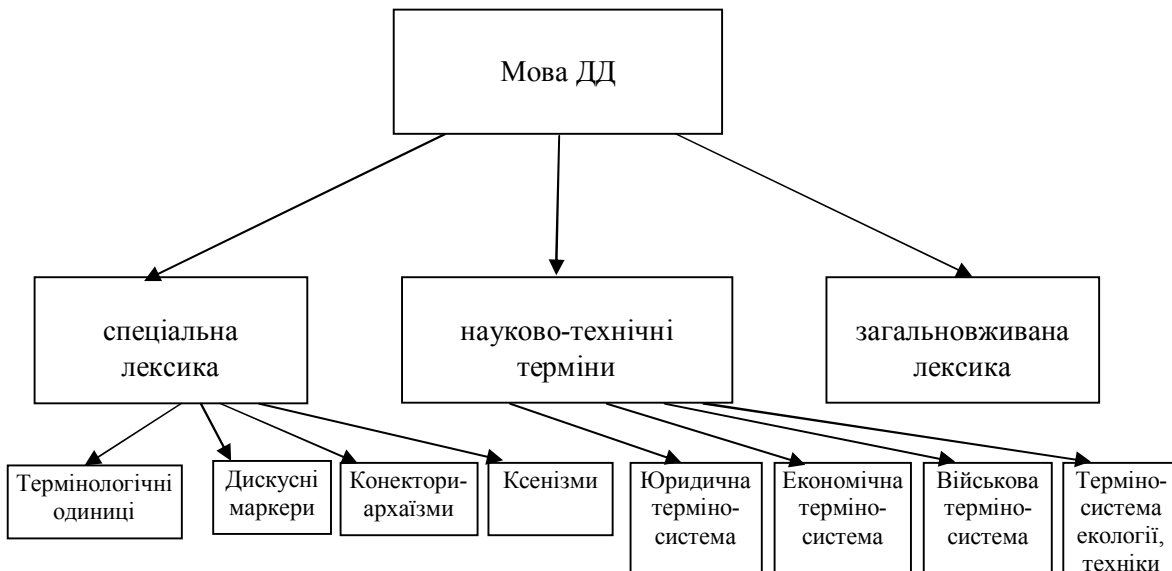 Мова ДД
спеціальна
лексика
науково-технічні
терміни
загальновживана
лексика
Термінологічні
одиниці
Дискусні
маркери
Конектори-
архаїзми
Ксенізми
Юридична
терміно-
система
Економічна
терміно-
система
Військова
терміно-
система
Терміно-
система
екології,
техніки